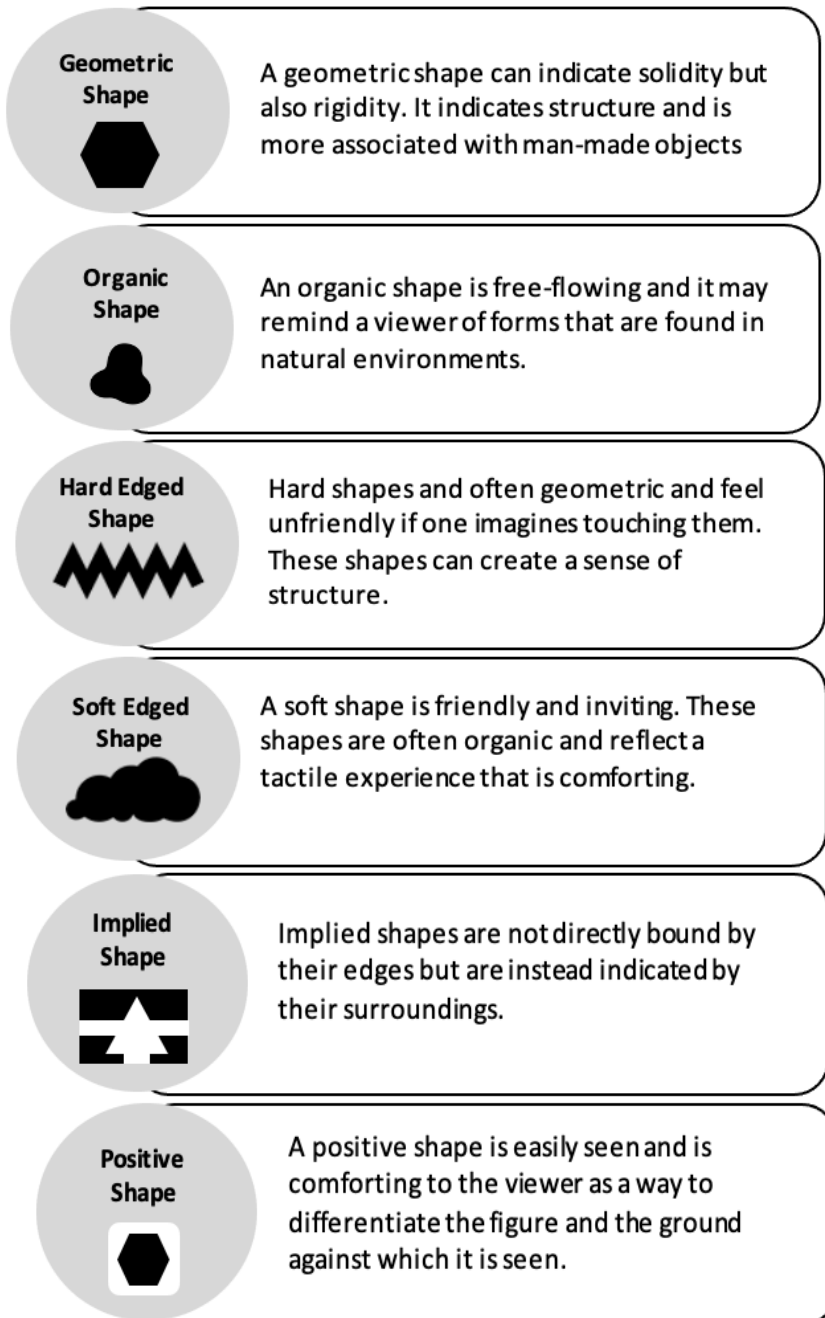 Geometric
Shape
A geometric shape can indicate solidity but
also rigidity. It indicates structure and is
more associated with man-made objects
Organic
Shape
An organic shape is free-flowing and it may
remind a viewer of forms that are found in
natural environments.
Hard Edged
Shape
Hard shapes and often geometric and feel
unfriendly if one imagines touching them.
These shapes can create a sense of
structure.
Soft Edged
Shape
A soft shape is friendly and inviting. These
shapes are often organic and reflect a
tactile experience that is comforting.
Implied
Shape
Implied shapes are not directly bound by
their edges but are instead indicated by
their surroundings.
Positive
Shape
A positive shape is easily seen and is
comforting to the viewer as a way to
differentiate the figure and the ground
against which it is seen.